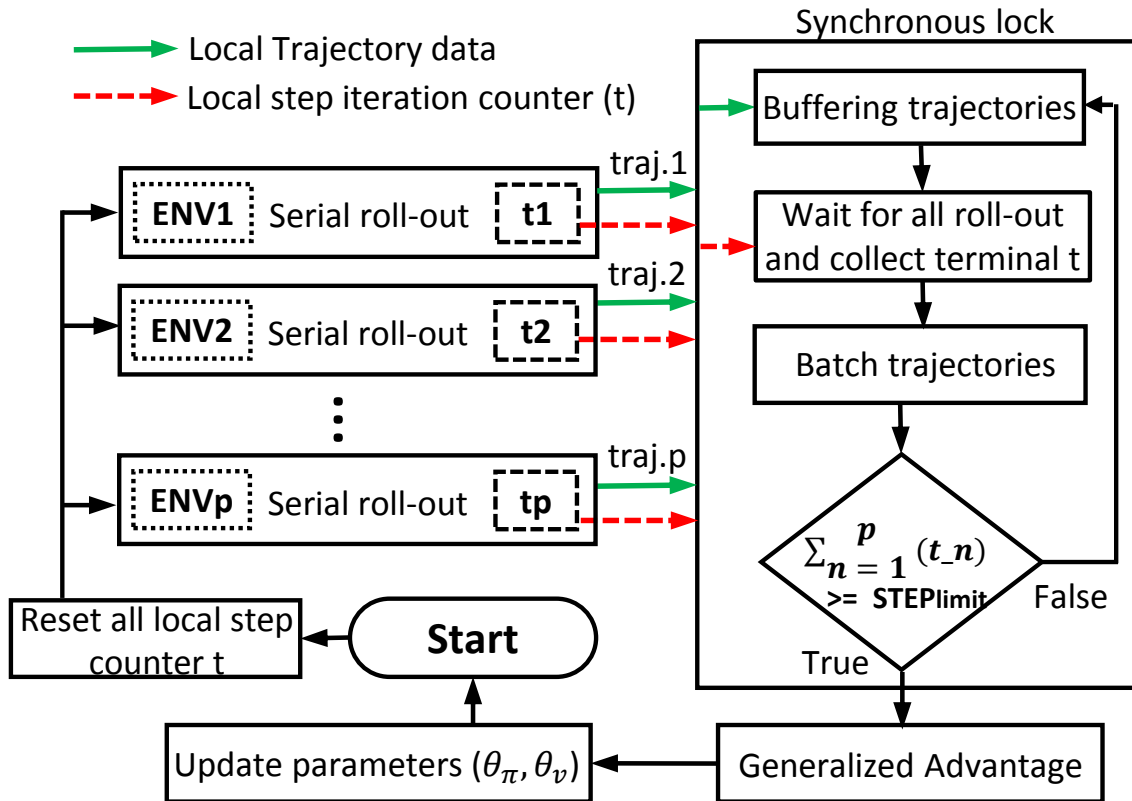 Local Trajectory data
Local step iteration counter (t)
Synchronous lock
Buffering trajectories
Wait for all roll-out
and collect terminal t
Batch trajectories
∑ p n = 1 (t_n)
>= STEPlimit
False
True
traj.1
ENV1 Serial roll-out t1
traj.2
ENV2 Serial roll-out t2
traj.p
ENVp Serial roll-out tp
Reset all local step
counter t
Start
Update parameters (θπ, θv)
Generalized Advantage